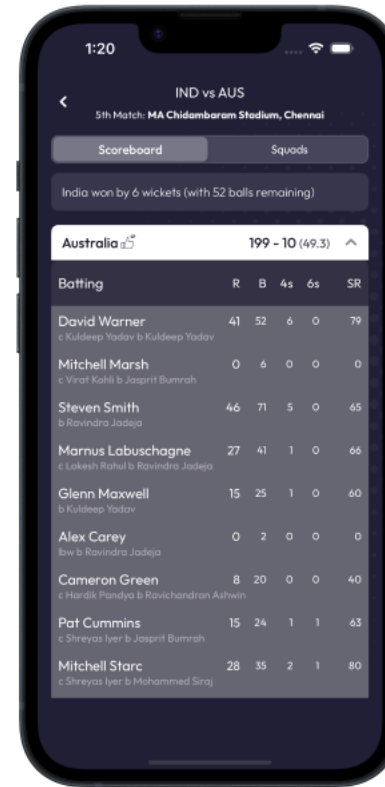 1:20
IND vs AUS
5th Match: MA Chidambaram Stadium, Chennai
Scoreboard Squads
India won by 6 wickets (with 52 balls remaining)
Australia 199 - 10 (49.3)
Batting R B 4s 6s SR
David Warner 41 52 6 0 79
c Kuldeep Yadav b Kuldeep Yadav
Mitchell Marsh 0 6 0 0 0
c Virat Kohli b Jasprit Bumrah
Steven Smith 46 71 5 0 65
b Ravindra Jadeja
Marnus Labuschagne 27 41 1 0 66
c Lokesh Rahul b Ravindra Jadeja
Glenn Maxwell 15 25 1 0 60
b Kuldeep Yadav
Alex Carey 0 2 0 0 0
lbw b Ravindra Jadeja
Cameron Green 8 20 0 0 40
c Hardik Pandya b Ravichandran Ashwin
Pat Cummins 15 24 1 1 63
c Shreyas Iyer b Jasprit Bumrah
Mitchell Starc 28 35 2 1 80
c Shreyas Iyer b Mohammed Siraj